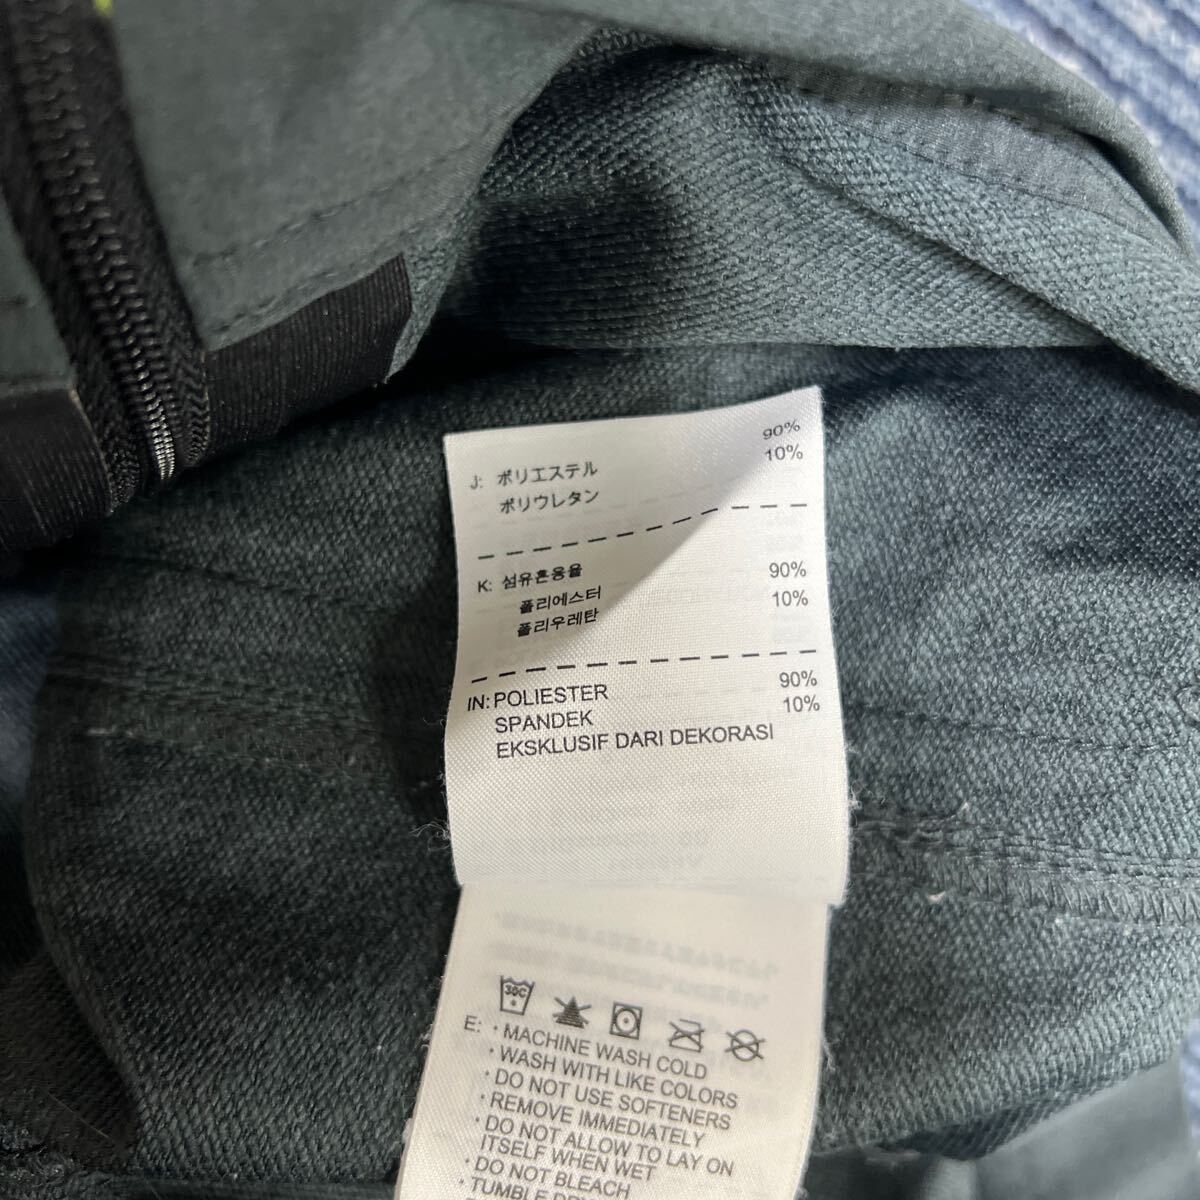 J: ポリエステル 90%
ポリウレタン 10%
K: 섬유혼용율
폴리에스터 90%
폴리우레탄 10%
IN: POLIESTER 90%
SPANDEK 10%
EKSKLUSIF DARI DEKORASI
30C
E: · MACHINE WASH COLD
· WASH WITH LIKE COLORS
· DO NOT USE SOFTENERS
· REMOVE IMMEDIATELY
· DO NOT ALLOW TO LAY ON
ITSELF WHEN WET
· DO NOT BLEACH
· TUMBLE